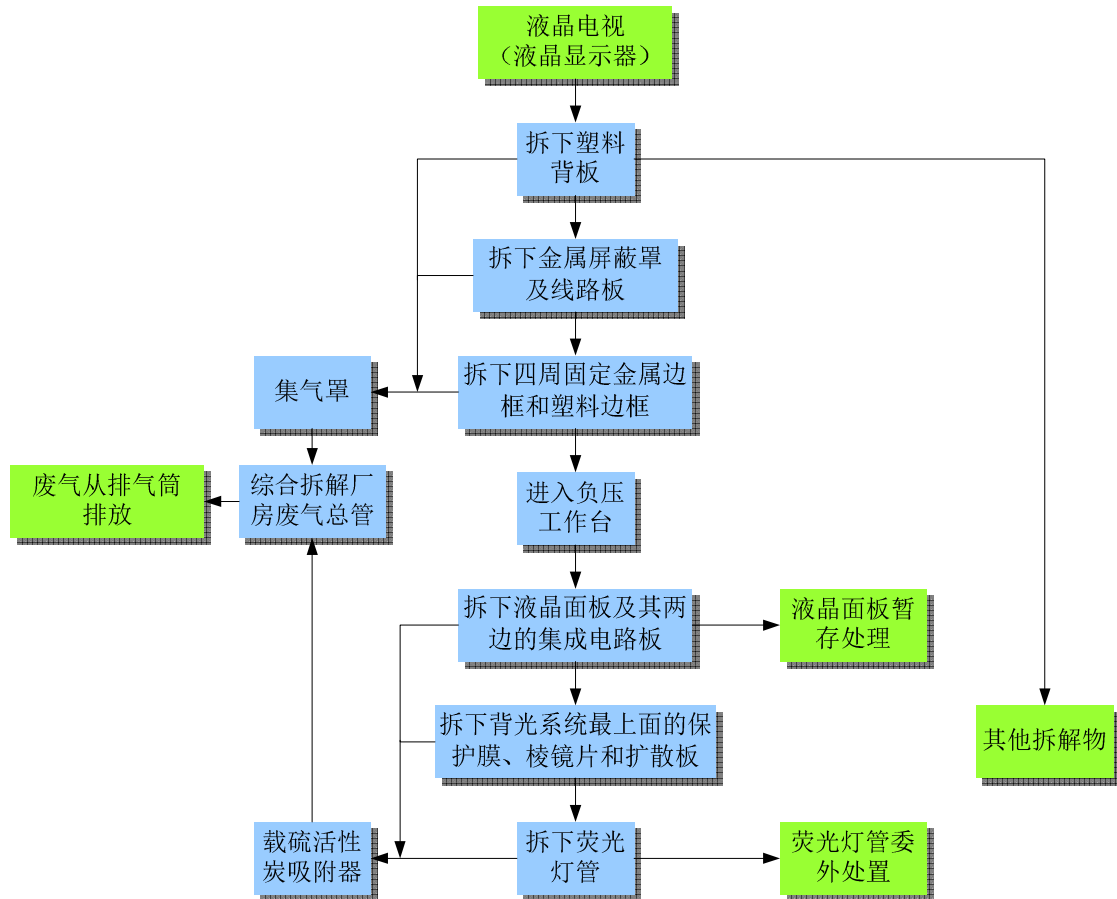 液晶电视
（液晶显示器）
拆下塑料
背板
拆下金属屏蔽罩
及线路板
集气罩
拆下四周固定金属边
框和塑料边框
废气从排气筒
排放
综合拆解厂
房废气总管
进入负压
工作台
拆下液晶面板及其两
边的集成电路板
液晶面板暂
存处理
拆下背光系统最上面的保
护膜、棱镜片和扩散板
其他拆解物
载硫活性
炭吸附器
拆下荧光
灯管
荧光灯管委
外处置